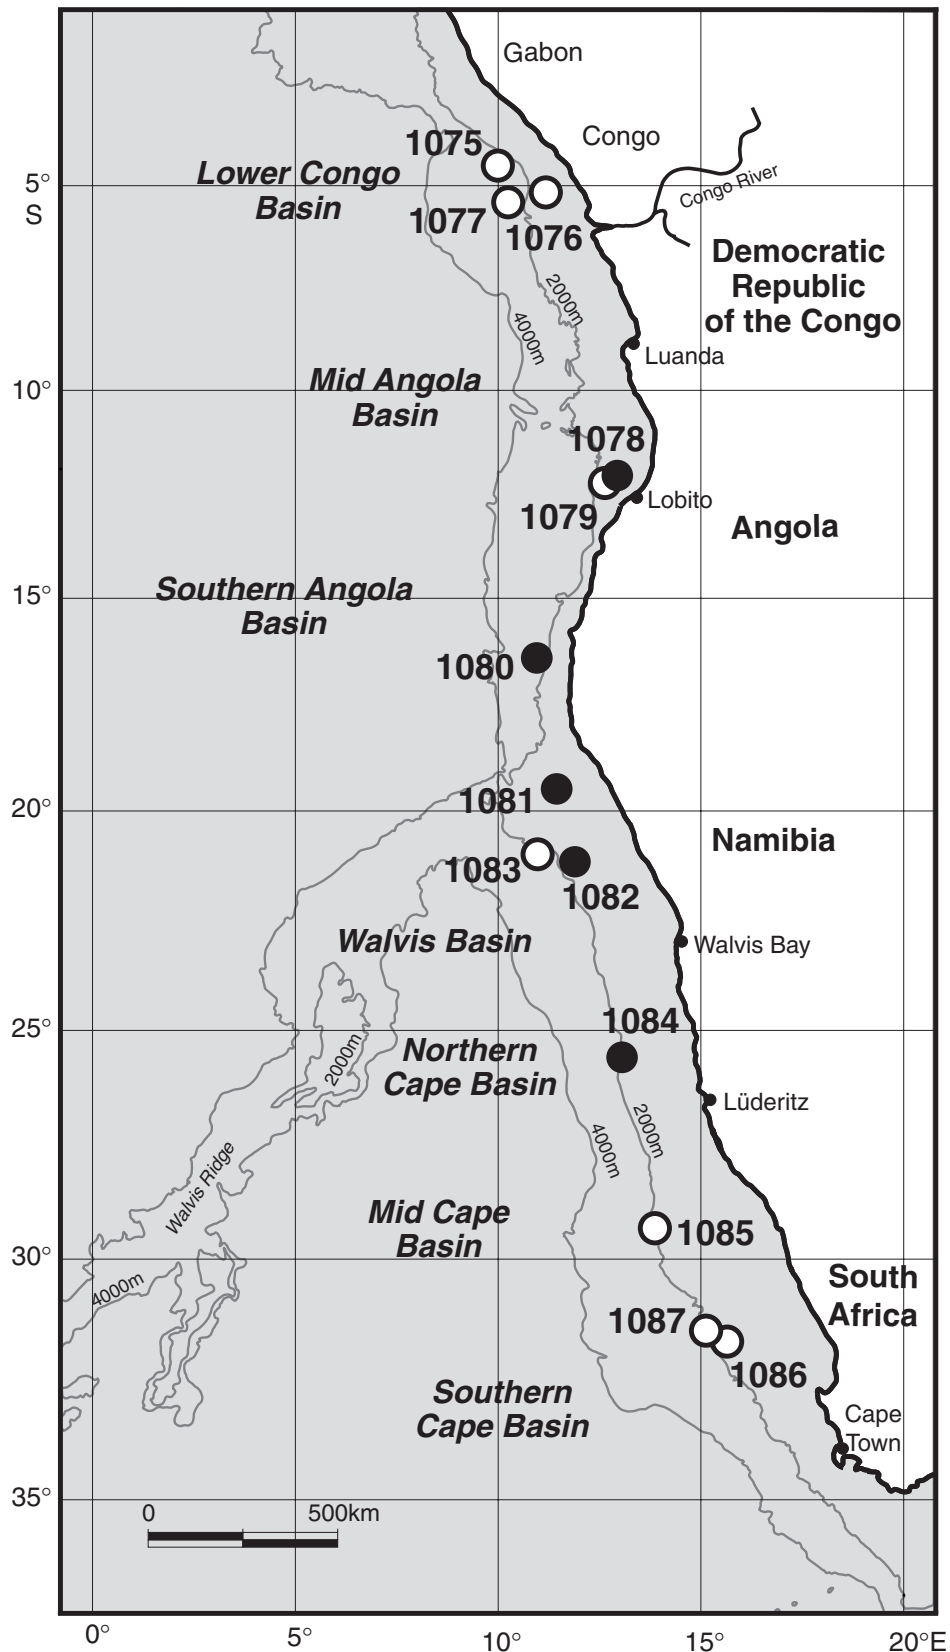 Gabon
Congo
1075
Lower Congo
Basin
Congo River
5°
S
1077
1076
Democratic
Republic
of the Congo
2000m
4000m
Luanda
Mid Angola
Basin
10°
1078
Lobito
1079
Angola
Southern Angola
Basin
15°
1080
1081
20°
Namibia
1083
1082
Walvis Basin
Walvis Bay
1084
25°
Northern
Cape Basin
2000m
Lüderitz
4000m
2000m
Walvis Ridge
Mid Cape
Basin
1085
30°
4000m
South
Africa
1087
1086
Southern
Cape Basin
Cape
Town
35°
0 500km
0° 5° 10° 15° 20°E